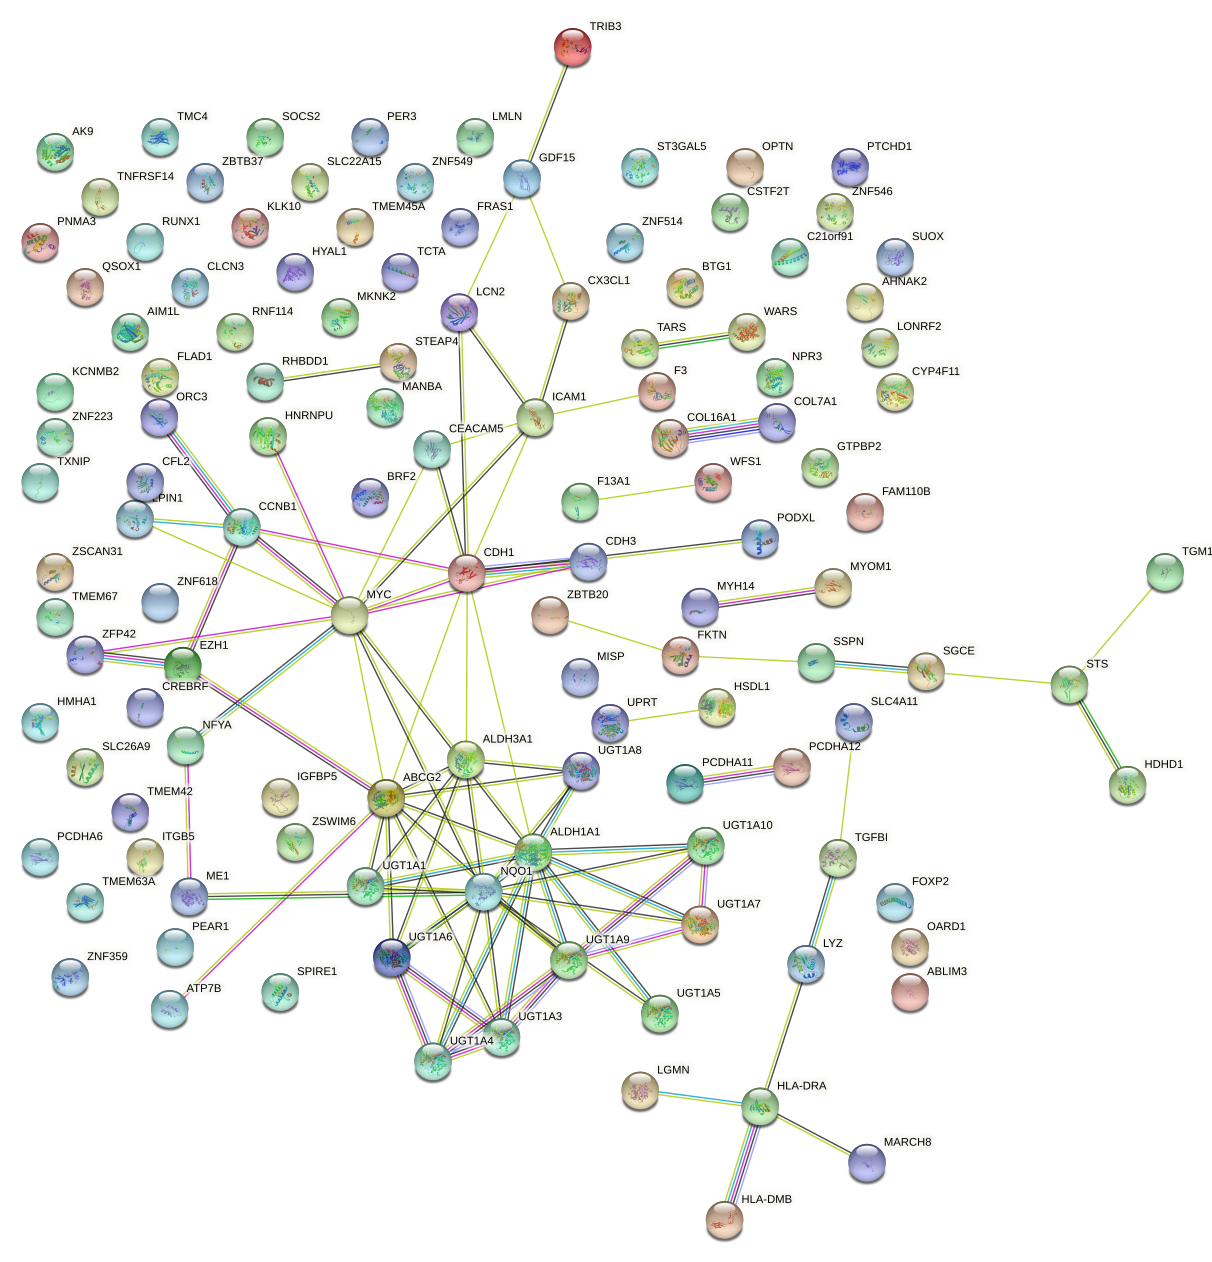 TRIB3
TMC4
SOCS2
PER3
LMLN
AK9
ZBTB37
SLC22A15
ZNF549
GDF15
ST3GAL5
OPTN
PTCHD1
TNFRSF14
CSTF2T
ZNF546
PNMA3
RUNX1
KLK10
TMEM45A
FRAS1
ZNF514
C21orf91
SUOX
QSOX1
CLCN3
HYAL1
TCTA
LCN2
CX3CL1
BTG1
AHNAK2
AIM1L
RNF114
MKNK2
TARS
WARS
LONRF2
FLAD1
RHBDD1
STEAP4
NPR3
KCNMB2
ORC3
MANBA
ICAM1
F3
CYP4F11
ZNF223
HNRNPU
CEACAM5
COL16A1
COL7A1
TXNIP
CFL2
BRF2
F13A1
WFS1
GTPBP2
LPIN1
CCNB1
FAM110B
PODXL
ZSCAN31
CDH1
CDH3
TGM1
TMEM67
ZNF618
MYC
ZBTB20
MYH14
MYOM1
ZFP42
EZH1
FKTN
SSPN
SGCE
STS
MISP
CREBRF
HMHA1
NFYA
UPRT
HSDL1
SLC4A11
SLC26A9
ALDH3A1
UGT1A8
PCDHA11
PCDHA12
HDHD1
IGFBP5
ABCG2
TMEM42
ZSWIM6
ALDH1A1
UGT1A10
PCDHA6
ITGB5
UGT1A1
NQO1
TGFBI
TMEM63A
ME1
UGT1A7
FOXP2
PEAR1
UGT1A6
UGT1A9
LYZ
OARD1
ZNF359
ATP7B
SPIRE1
UGT1A5
ABLIM3
UGT1A4
UGT1A3
LGMN
HLA-DRA
MARCH8
HLA-DMB